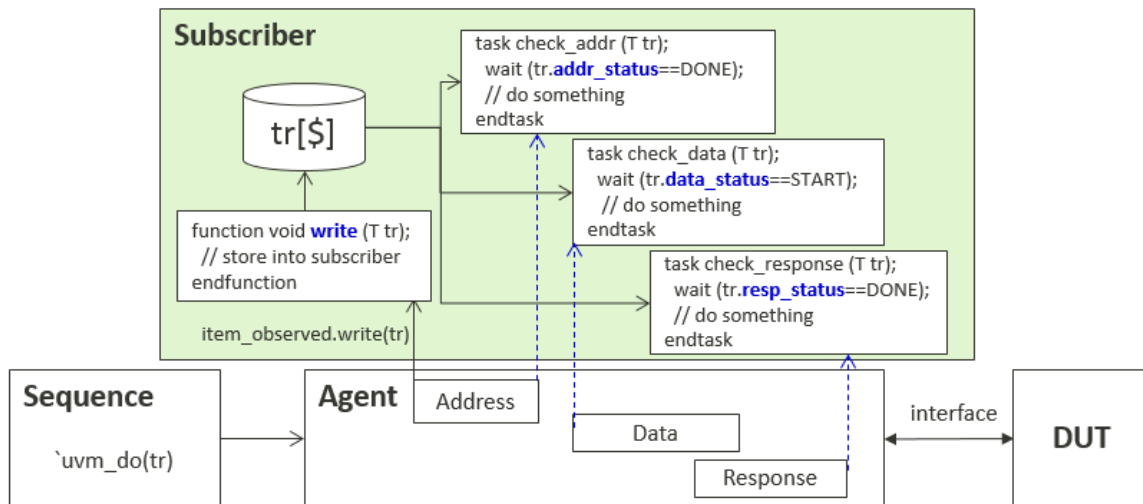 Subscriber
task check_addr (T tr);
wait (tr.addr_status==DONE);
// do something
endtask
tr[$]
task check_data (T tr);
wait (tr.data_status==START);
// do something
endtask
function void write (T tr);
// store into subscriber
endfunction
task check_response (T tr);
wait (tr.resp_status==DONE);
// do something
endtask
item_observed.write(tr)
Sequence
`uvm_do(tr)
Agent
Address
Data
Response
interface
DUT